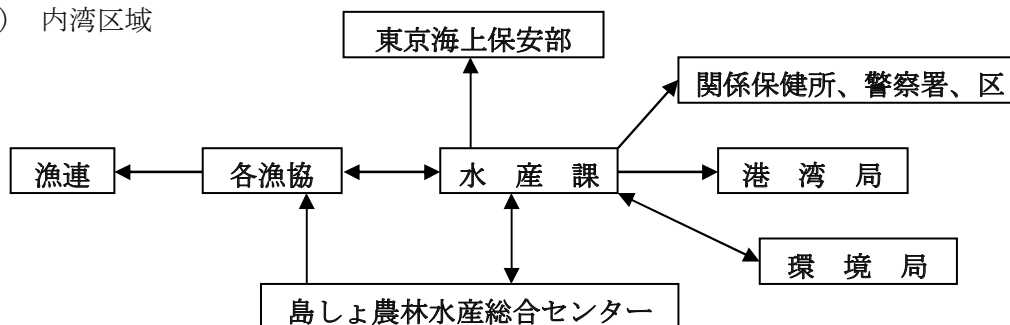 ) 内湾区域
東京海上保安部
関係保健所、警察署、区
漁連
各漁協
水 産 課
港 湾 局
環 境 局
島しょ農林水産総合センター